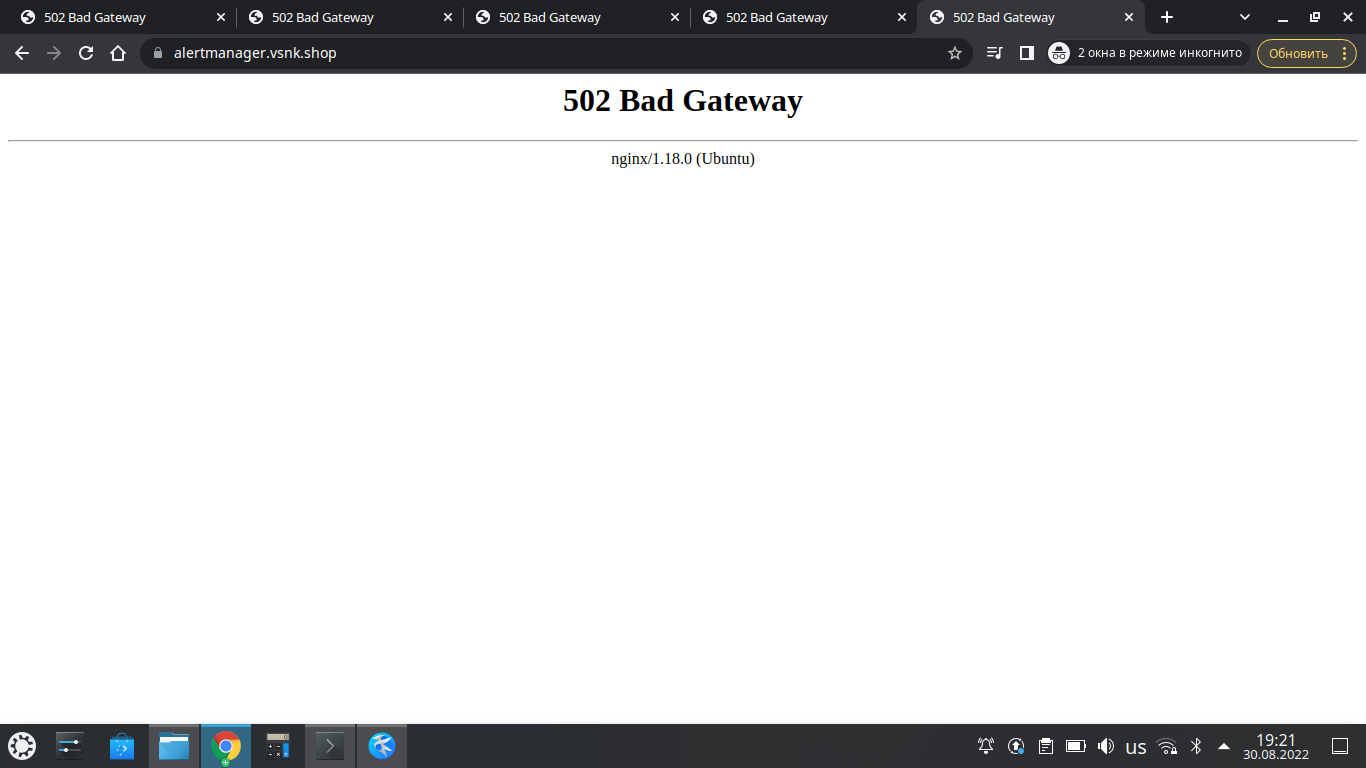 502 Bad Gateway
502 Bad Gateway
502 Bad Gateway
502 Bad Gateway
502 Bad Gateway
alertmanager.vsnk.shop
2 окна в режиме инкогнито
Обновить
502 Bad Gateway
nginx/1.18.0 (Ubuntu)
us
19:21
30.08.2022